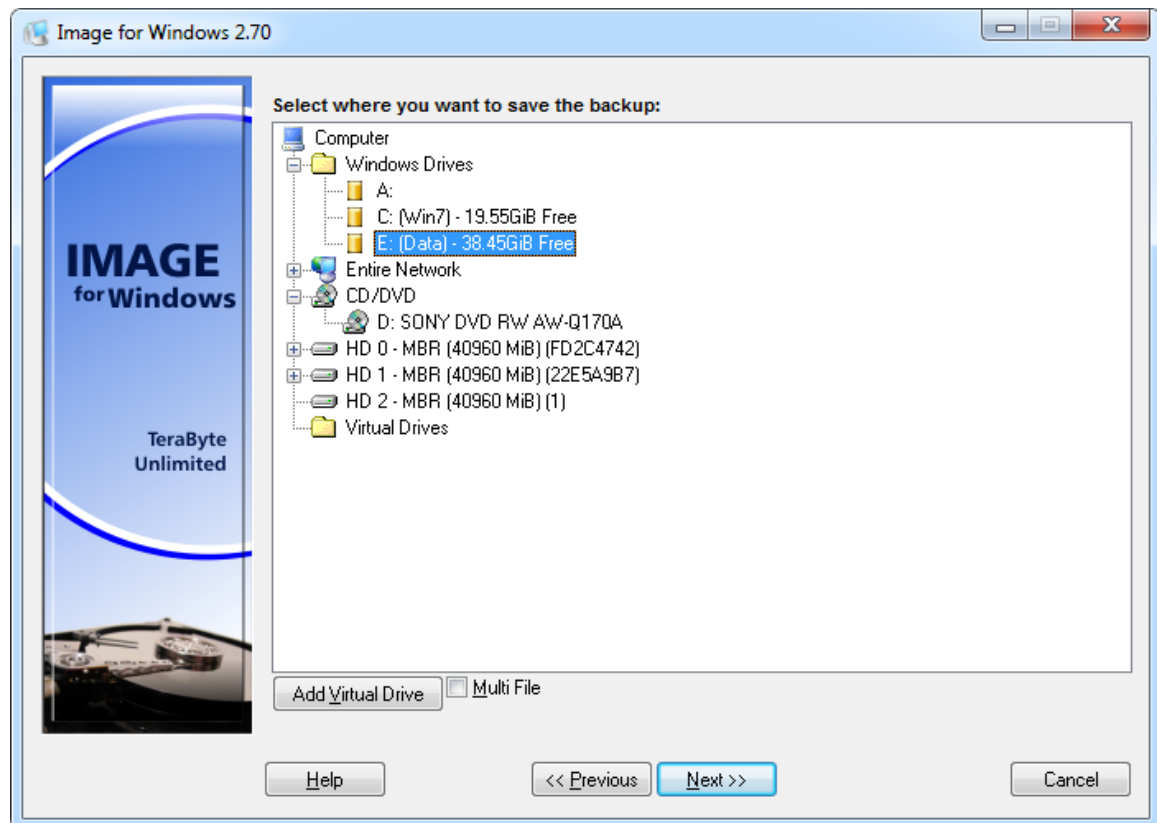 Image for Windows 2.70
IMAGE
for Windows
TeraByte
Unlimited
Select where you want to save the backup:
Computer
Windows Drives
A:
C: (Win7) - 19.55GiB Free
E: (Data) - 38.45GiB Free
Entire Network
CD/DVD
D: SONY DVD RW AW-Q170A
HD 0 - MBR (40960 MiB) (FD2C4742)
HD 1 - MBR (40960 MiB) (22E5A9B7)
HD 2 - MBR (40960 MiB) (1)
Virtual Drives
Add Virtual Drive Multi File
Help << Previous Next >> Cancel